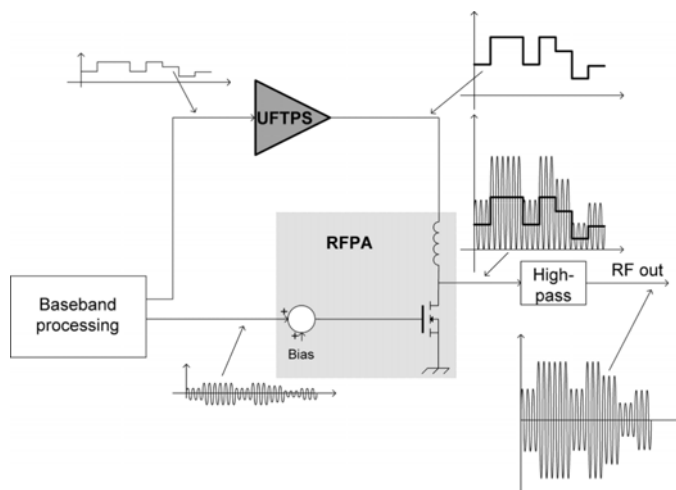 UFTPS
RFPA
Baseband
processing
+
+
Bias
High-
pass
RF out